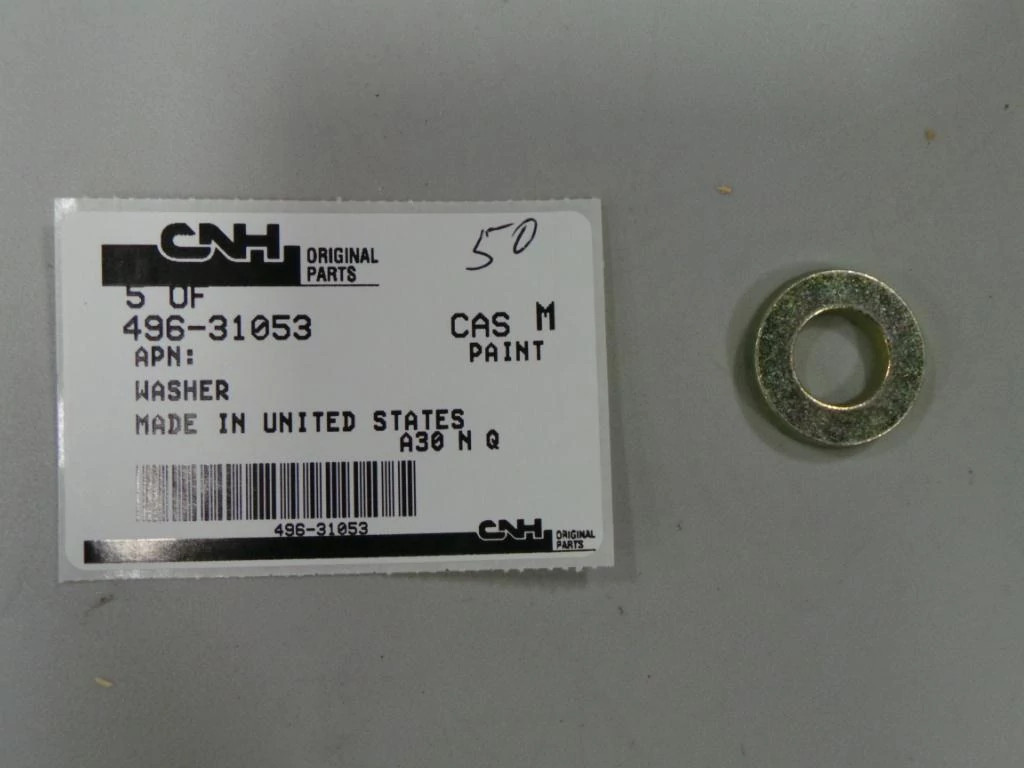 CNH ORIGINAL
PARTS
50
5 OF
496-31053
CAS M
APN:
PAINT
WASHER
MADE IN UNITED STATES
A30 N Q
496-31053
CNH ORIGINAL
PARTS